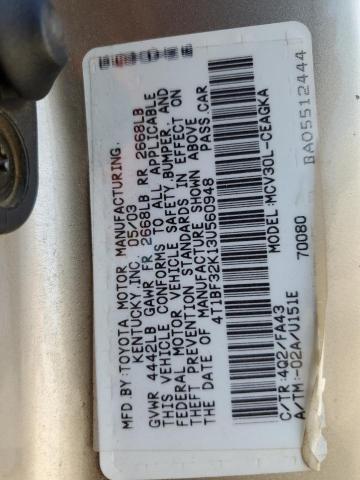 MFD.BY:TOYOTA MOTOR MANUFACTURING.
KENTUCKY,INC. 05/03
GVWR 4442LB GAWR FR 2668LB RR 2668LB
THIS VEHICLE CONFORMS TO ALL APPLICABLE
FEDERAL MOTOR VEHICLE SAFETY BUMPER, AND
THEFT PREVENTION STANDARDS IN EFFECT ON
THE DATE OF MANUFACTURE SHOWN ABOVE
4T1BF32K13U560948 PASS.CAR
MODEL:MCV30L-CEAGKA
C/TR:4Q2/FA43 70080
A/TM:-02A/U151E
BA05512444